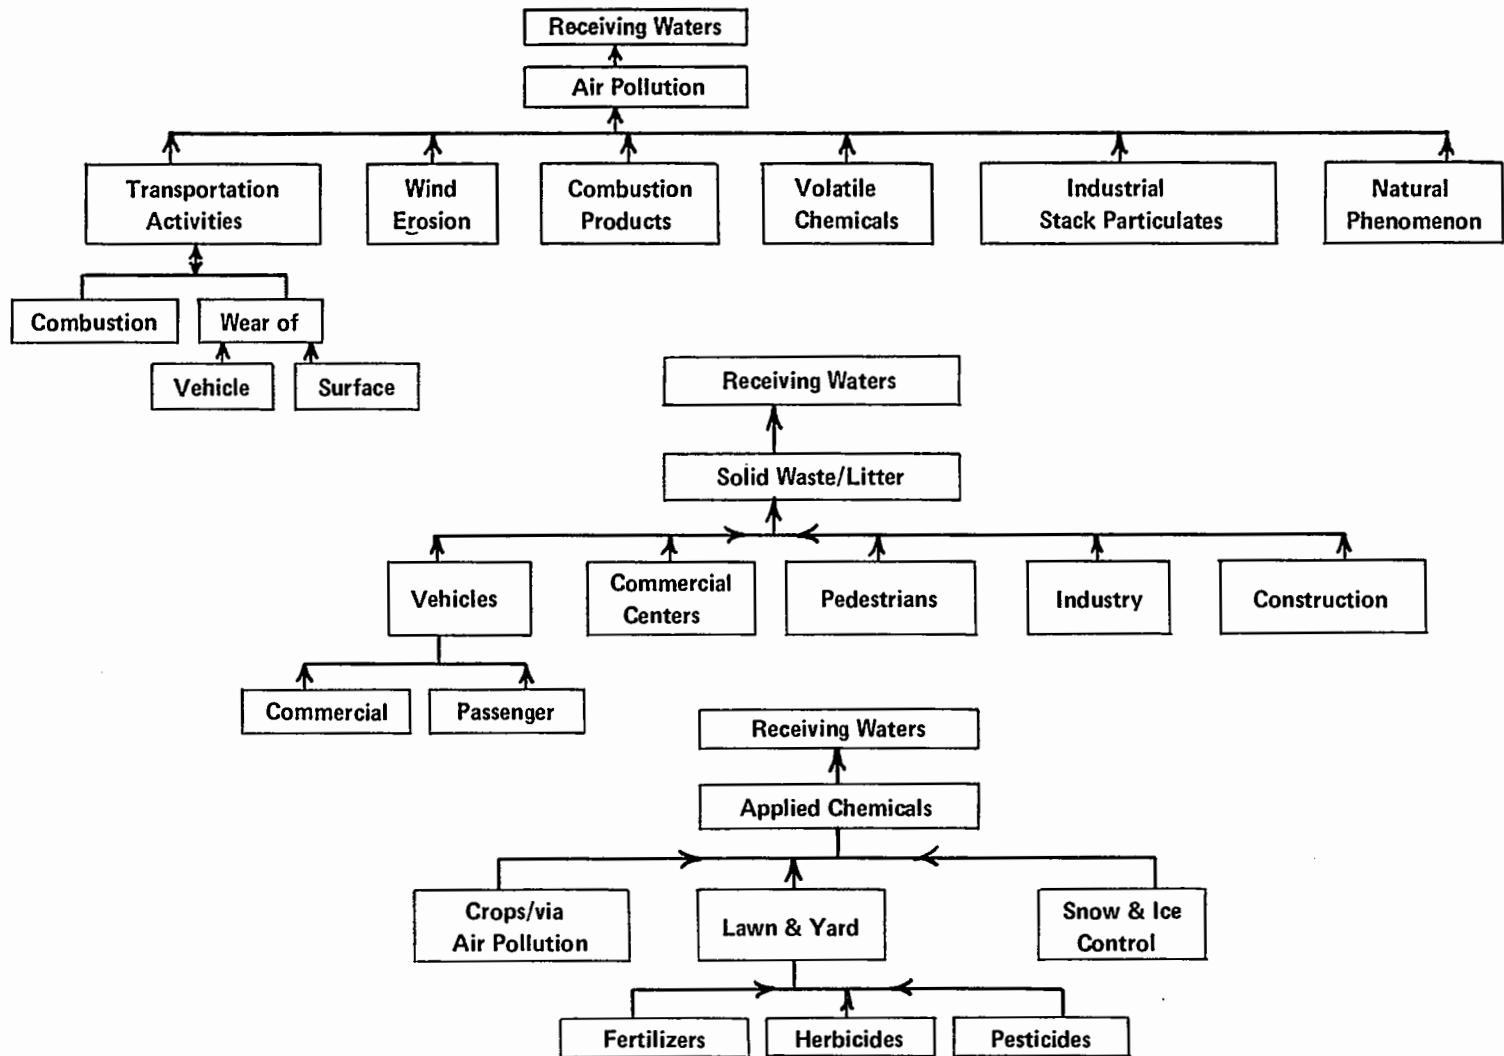 Receiving Waters
Air Pollution
Transportation
Activities
Wind
Erosion
Combustion
Products
Volatile
Chemicals
Industrial
Stack Particulates
Natural
Phenomenon
Combustion
Wear of
Vehicle
Surface
Receiving Waters
Solid Waste/Litter
Vehicles
Commercial
Centers
Pedestrians
Industry
Construction
Commercial
Passenger
Receiving Waters
Applied Chemicals
Crops/via
Air Pollution
Lawn & Yard
Snow & Ice
Control
Fertilizers
Herbicides
Pesticides